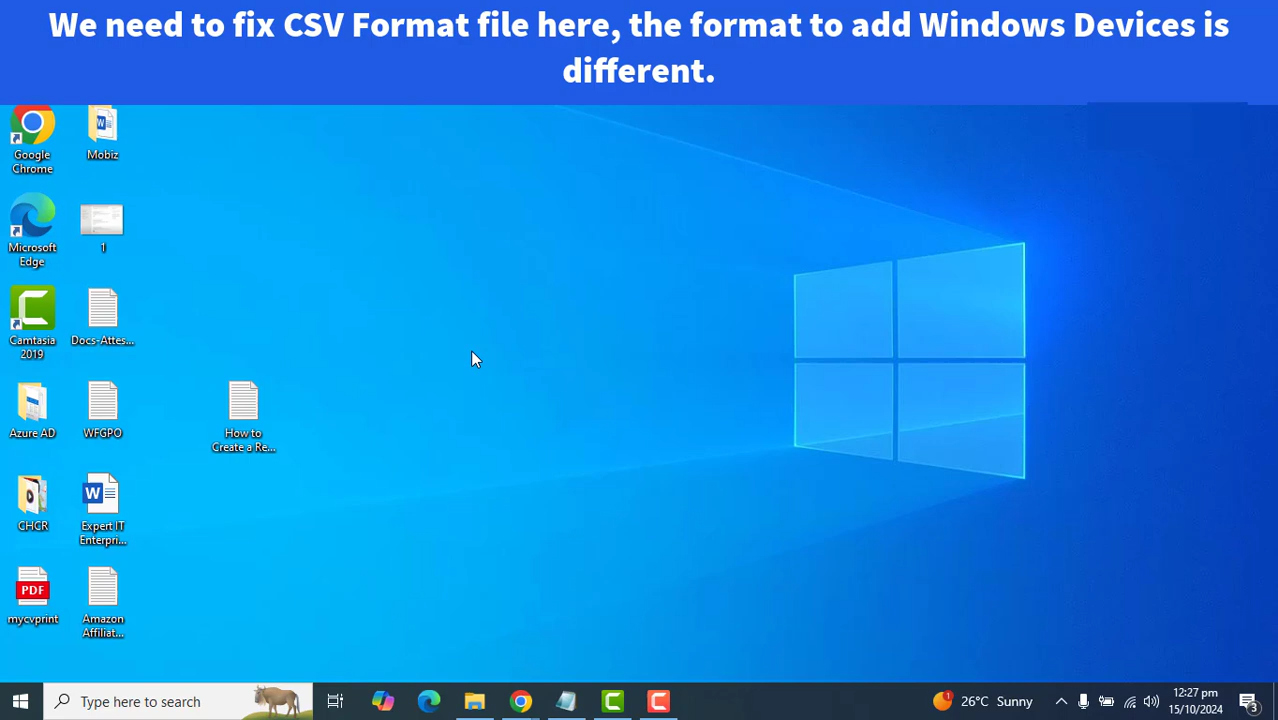 We need to fix CSV Format file here, the format to add Windows Devices is
different.
Google
Chrome
Mobiz
Microsoft
Edge
1
Camtasia
2019
Docs-Attes...
Azure AD
WFGPO
How to
Create a Re...
CHCR
Expert IT
Enterpri...
PDF
mycvprint
Amazon
Affiliat...
Type here to search
1
26°C Sunny
12:27 pm
15/10/2024
3